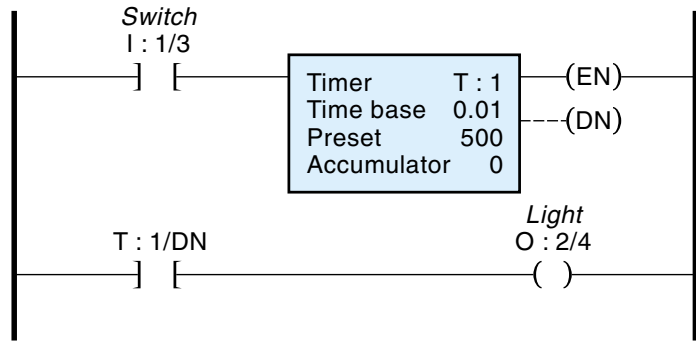 Switch
I : 1/3
Timer T : 1
Time base 0.01
Preset 500
Accumulator 0
(EN)
(DN)
Light
T : 1/DN
O : 2/4